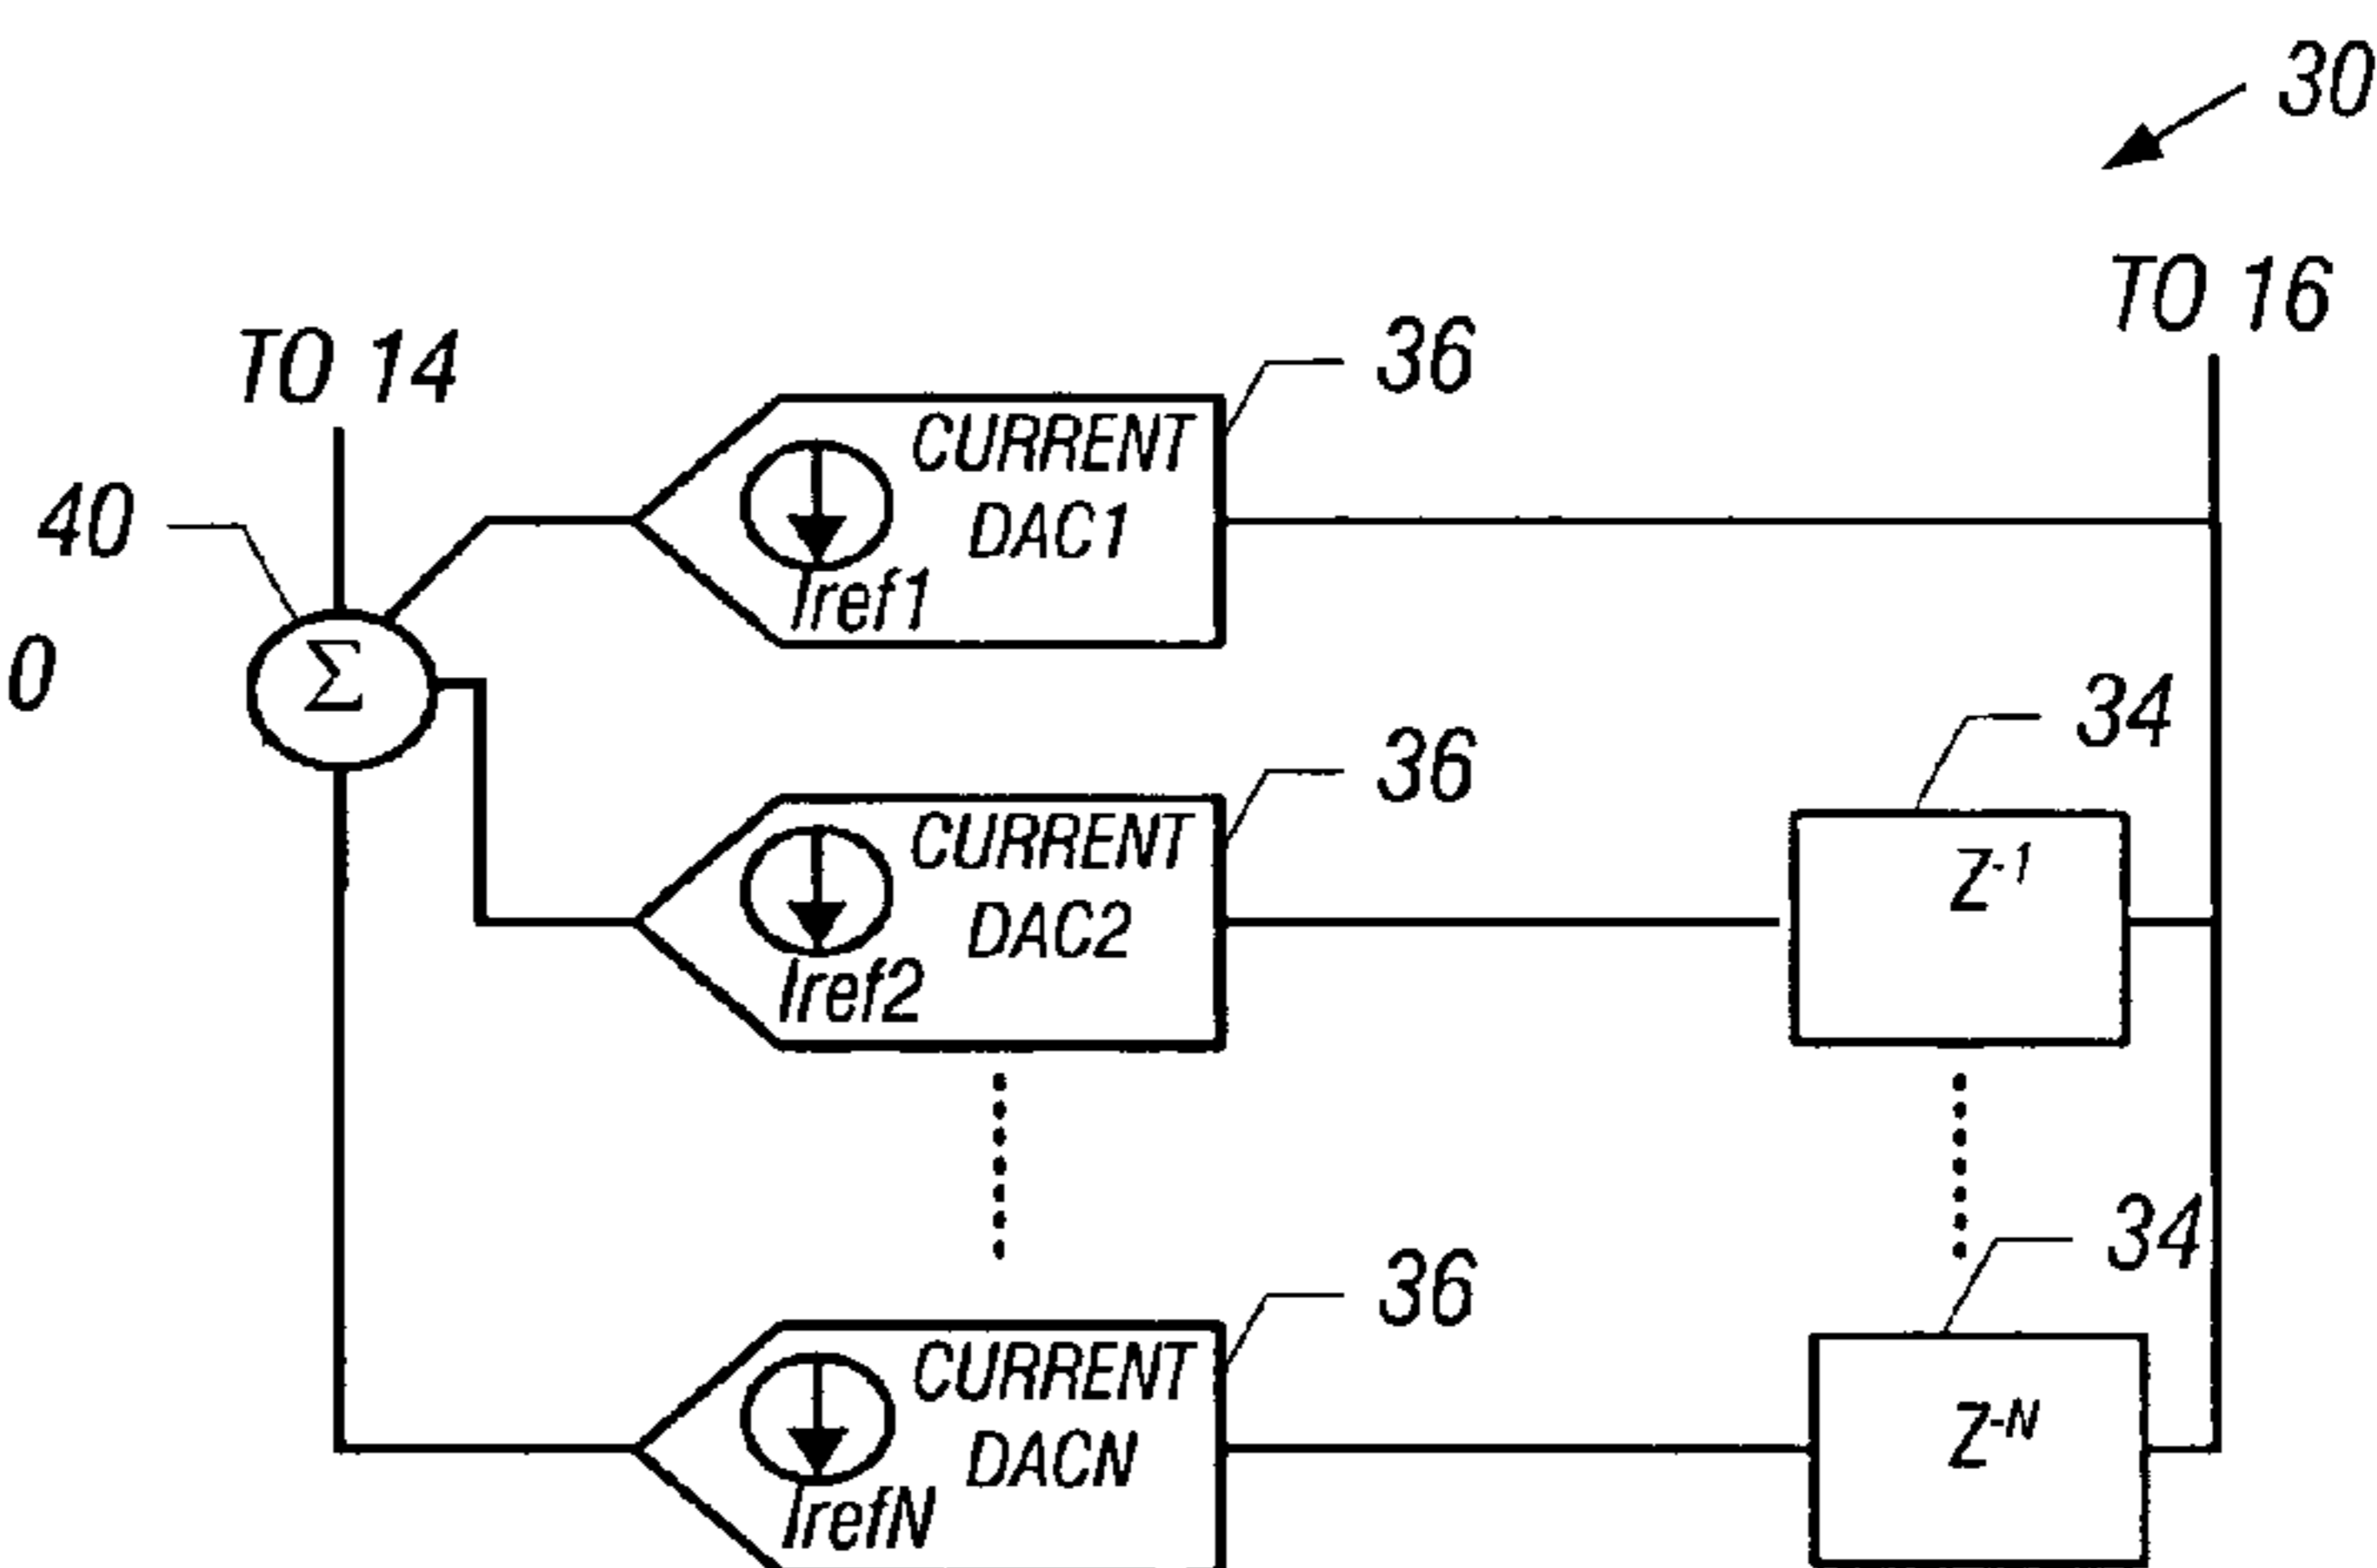 30
TO 16
TO 14
36
CURRENT
DAC1
Iref1
40
Σ
0
34
36
CURRENT
DAC2
Iref2
Z-1
34
36
CURRENT
DACN
IrefN
Z-N